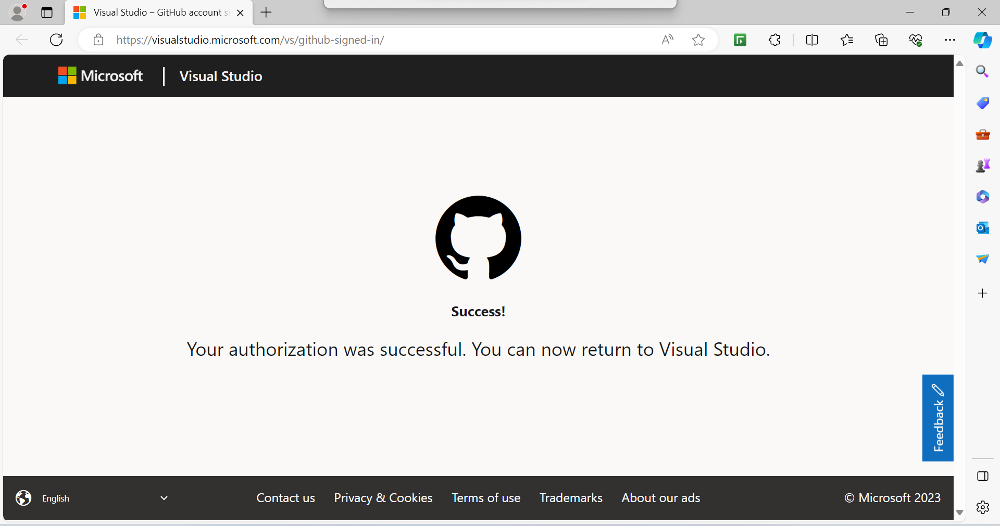 Visual Studio – GitHub account si
https://visualstudio.microsoft.com/vs/github-signed-in/
Microsoft | Visual Studio
Success!
Your authorization was successful. You can now return to Visual Studio.
Feedback
English
Contact us Privacy & Cookies Terms of use Trademarks About our ads © Microsoft 2023